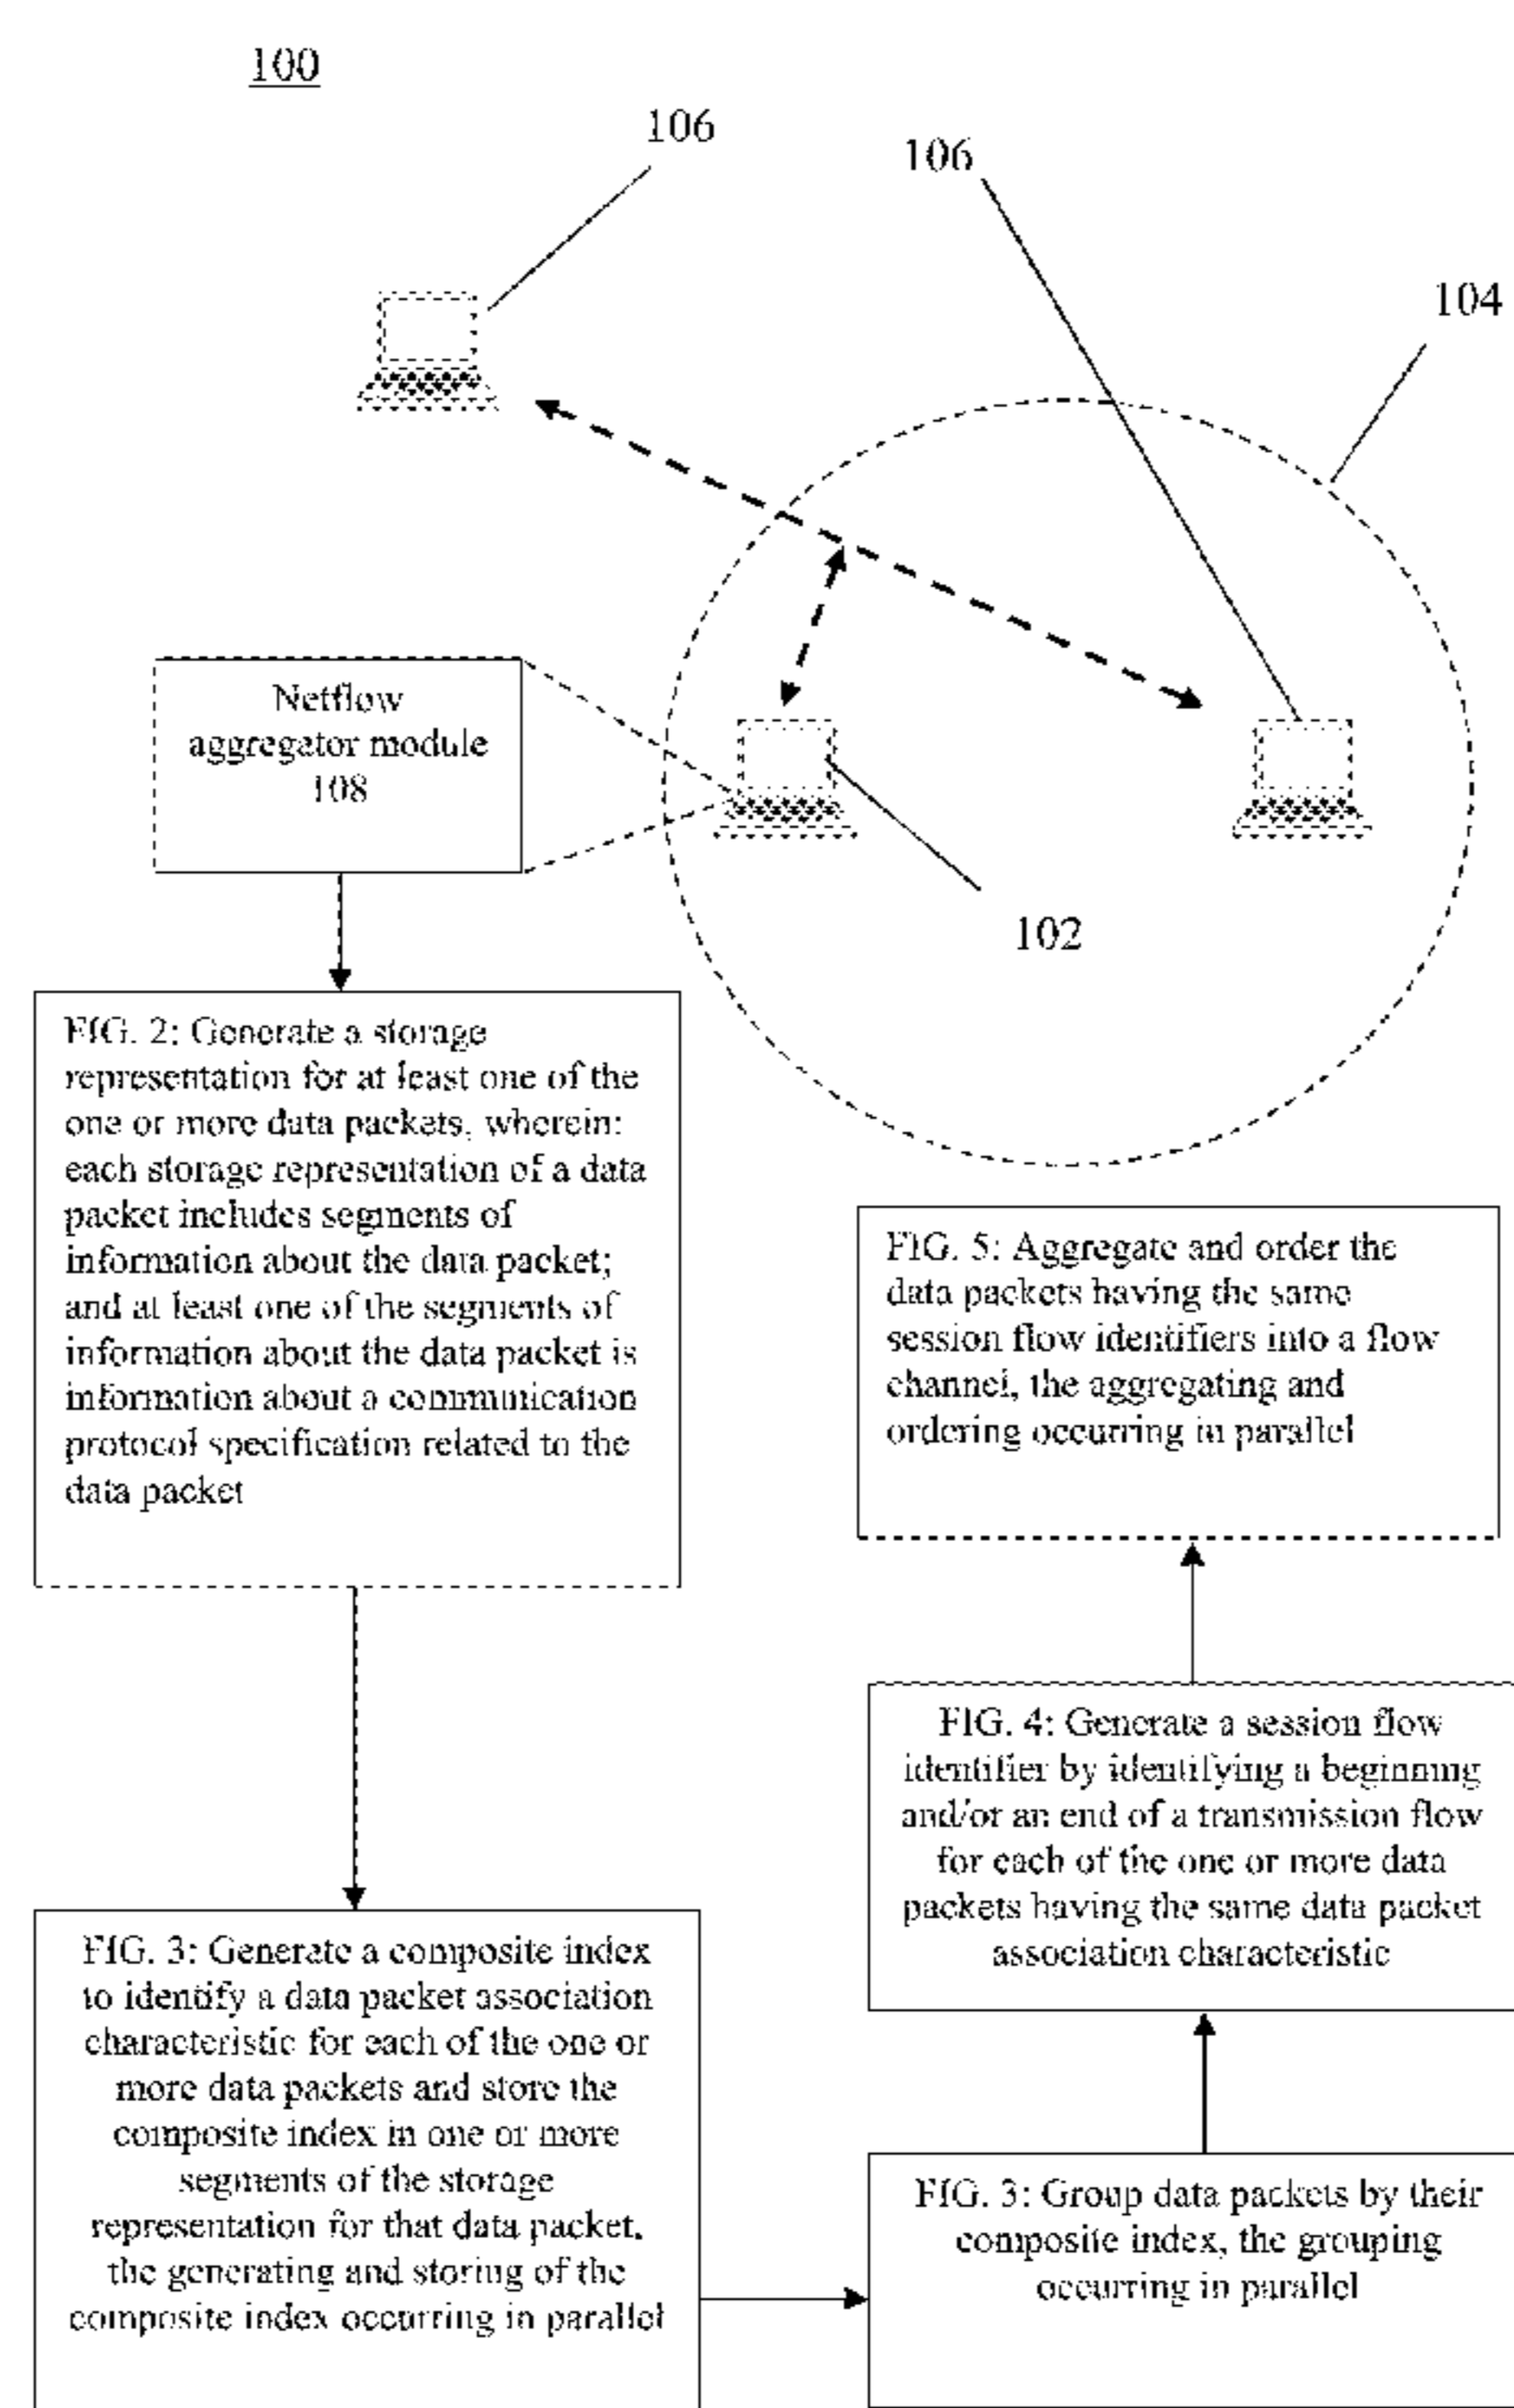 100
106
106
104
Netflow
aggregator module
108
102
FIG. 2: Generate a storage
representation for at least one of the
one or more data packets, wherein:
each storage representation of a data
packet includes segments of
information about the data packet;
and at least one of the segments of
information about the data packet is
information about a communication
protocol specification related to the
data packet
FIG. 5: Aggregate and order the
data packets having the same
session flow identifiers into a flow
channel, the aggregating and
ordering occurring in parallel
FIG. 4: Generate a session flow
identifier by identifying a beginning
and/or an end of a transmission flow
for each of the one or more data
packets having the same data packet
association characteristic
FIG. 3: Generate a composite index
to identify a data packet association
characteristic for each of the one or
more data packets and store the
composite index in one or more
segments of the storage
representation for that data packet,
the generating and storing of the
composite index occurring in parallel
FIG. 3: Group data packets by their
composite index, the grouping
occurring in parallel